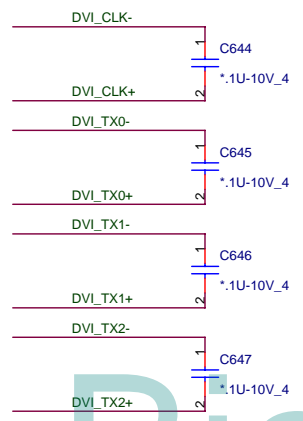 DVI_CLK-
1
C644
*.1U-10V_4
2
DVI_CLK+
DVI_TX0-
1
C645
*.1U-10V_4
2
DVI_TX0+
DVI_TX1-
1
C646
*.1U-10V_4
2
DVI_TX1+
DVI_TX2-
1
C647
*.1U-10V_4
2
DVI_TX2+